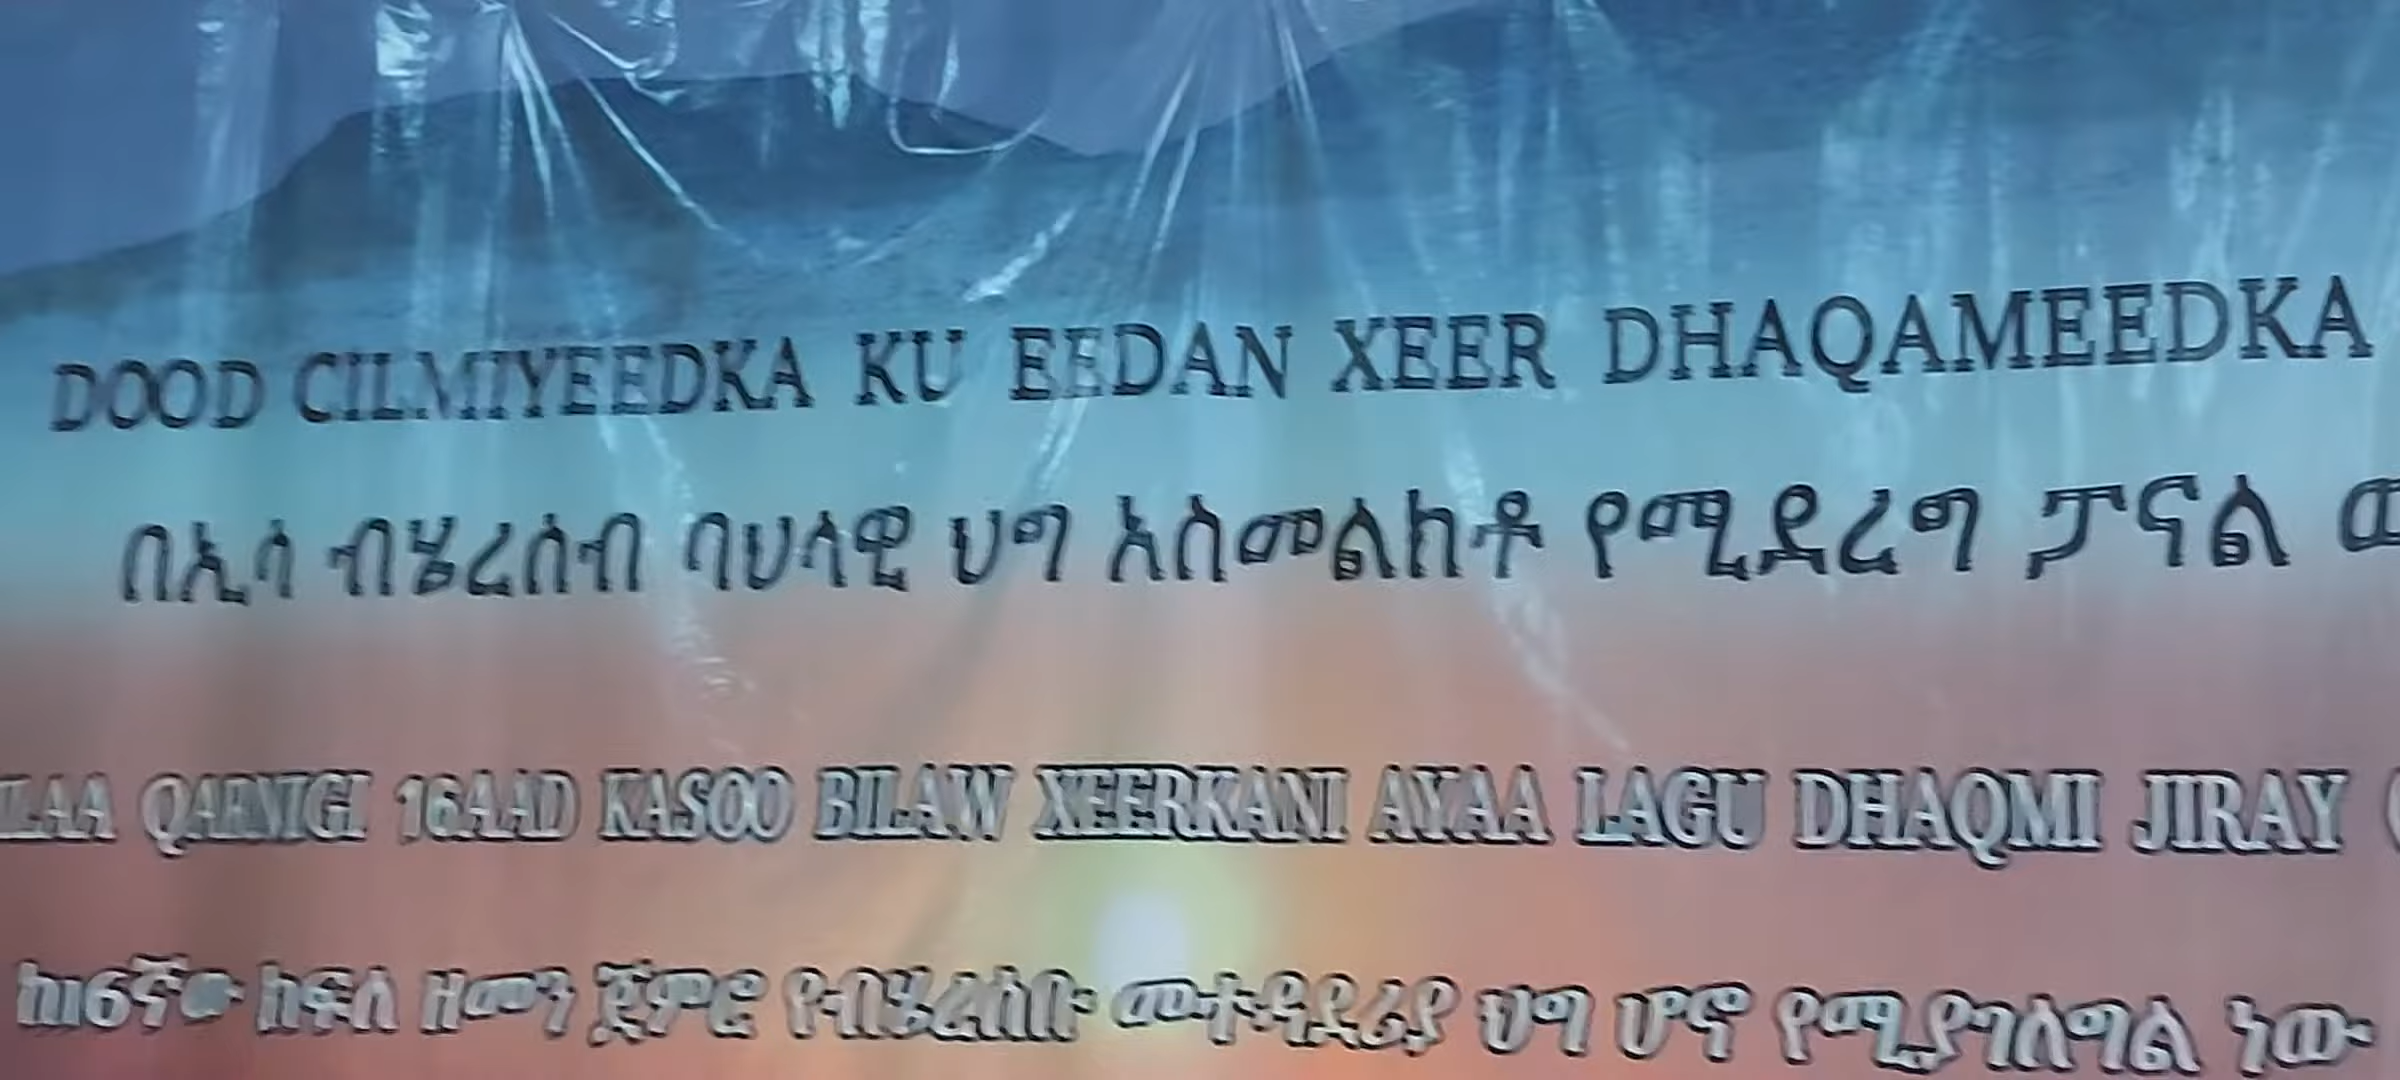 DOOD CILMIYEEDKA KU EEDAN XEER DHAQAMEEDKA
በኢሳ ብሄረሰብ ባህላዊ ህግ አስመልክቶ የሚደረግ ፓናል
ILAA QARNIGI 16AAD KASOO BILAW XEERKANI AYAA LAGU DHAQMI JIRAY
ከ16ኛው ክፍለ ዘመን ጀምሮ የብሄረሰቡ መተዳደሪያ ህግ ሆኖ የሚያገለግል ነው